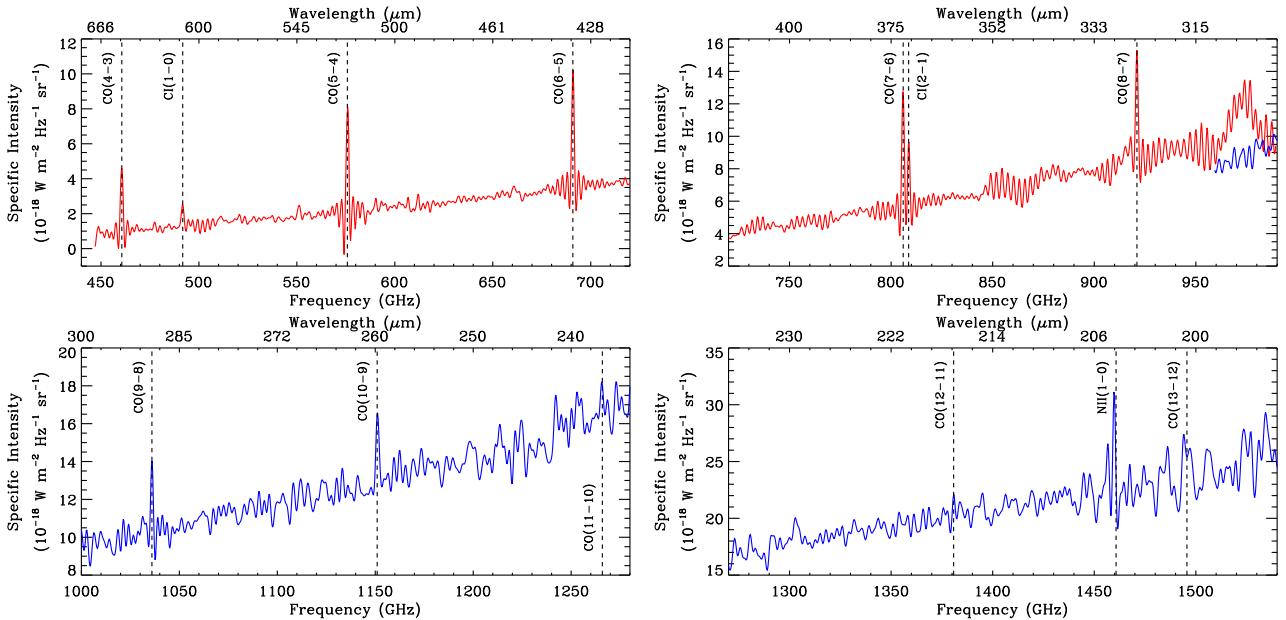 Wavelength (μm)
666 600 545 500 461 428
12
10
8
6
4
2
0
Specific Intensity
(10⁻¹⁸ W m⁻² Hz⁻¹ sr⁻¹)
CO(4−3)
CI(1−0)
CO(5−4)
CO(6−5)
450 500 550 600 650 700
Frequency (GHz)
Wavelength (μm)
400 375 352 333 315
16
14
12
10
8
6
4
2
Specific Intensity
(10⁻¹⁸ W m⁻² Hz⁻¹ sr⁻¹)
CO(7−6)
CI(2−1)
CO(8−7)
750 800 850 900 950
Frequency (GHz)
Wavelength (μm)
300 285 272 260 250 240
20
18
16
14
12
10
8
Specific Intensity
(10⁻¹⁸ W m⁻² Hz⁻¹ sr⁻¹)
CO(9−8)
CO(10−9)
CO(11−10)
1000 1050 1100 1150 1200 1250
Frequency (GHz)
Wavelength (μm)
230 222 214 206 200
35
30
25
20
15
Specific Intensity
(10⁻¹⁸ W m⁻² Hz⁻¹ sr⁻¹)
CO(12−11)
NII(1−0)
CO(13−12)
1300 1350 1400 1450 1500
Frequency (GHz)